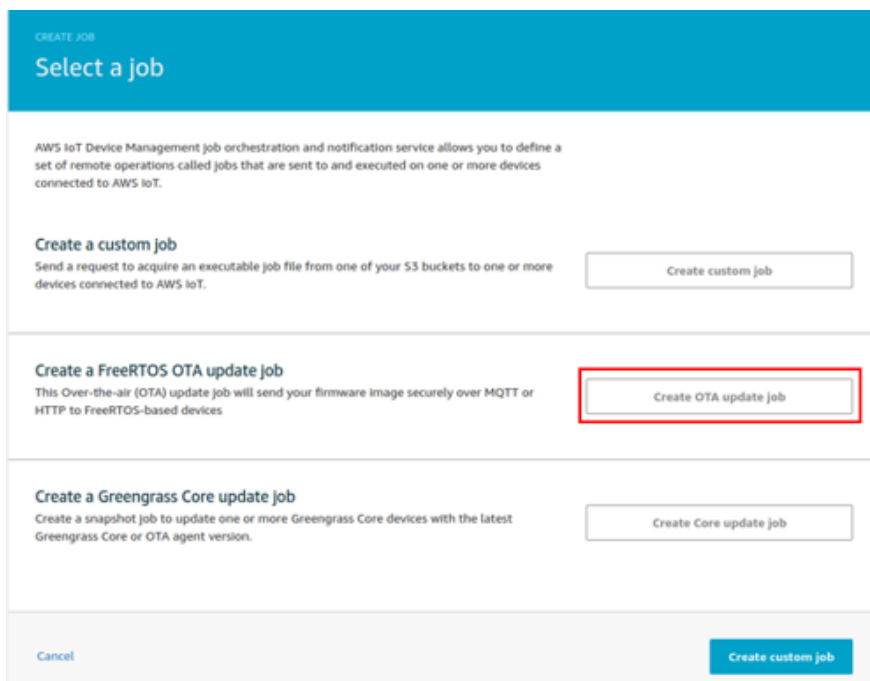 CREATE JOB
Select a job
AWS IoT Device Management job orchestration and notification service allows you to define a
set of remote operations called jobs that are sent to and executed on one or more devices
connected to AWS IoT.
Create a custom job
Send a request to acquire an executable job file from one of your S3 buckets to one or more
devices connected to AWS IoT.
Create custom job
Create a FreeRTOS OTA update job
This Over-the-air (OTA) update job will send your firmware image securely over MQTT or
HTTP to FreeRTOS-based devices
Create OTA update job
Create a Greengrass Core update job
Create a snapshot job to update one or more Greengrass Core devices with the latest
Greengrass Core or OTA agent version.
Create Core update job
Cancel
Create custom job